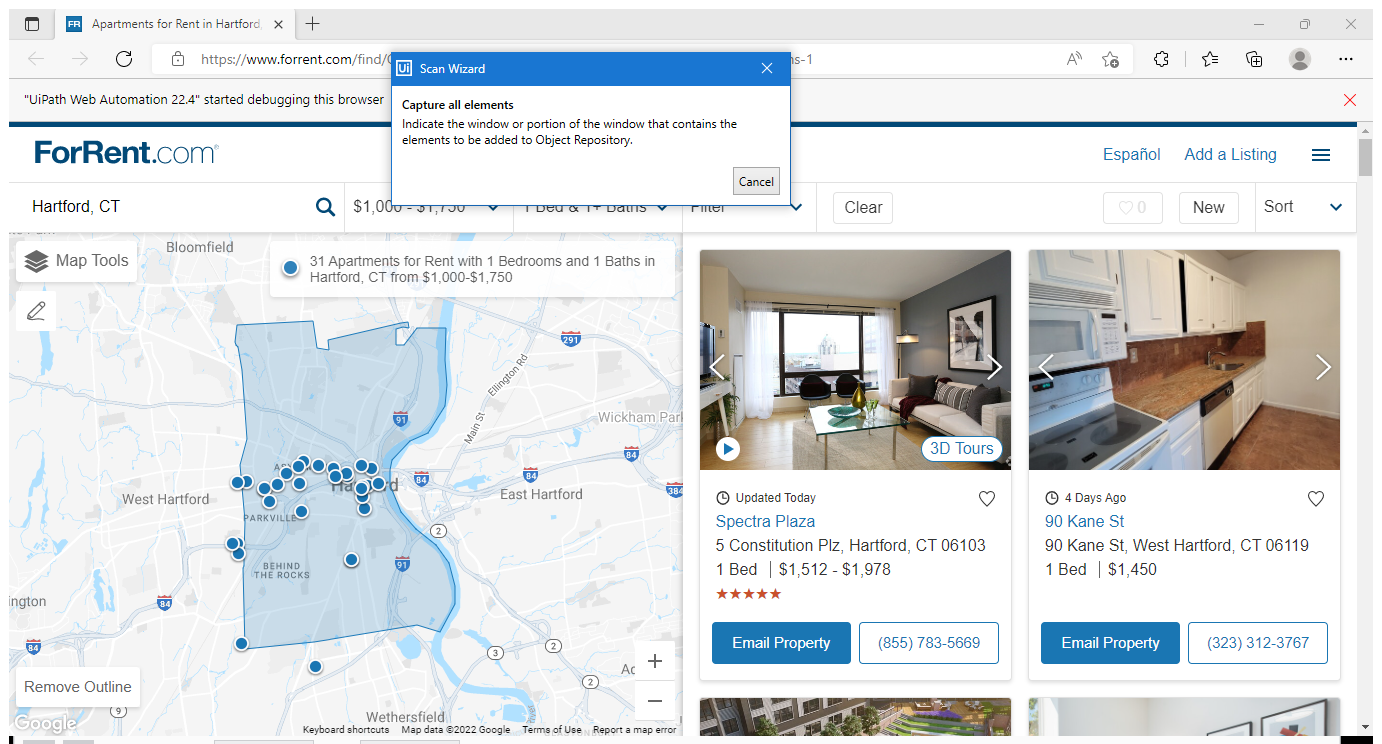 FR Apartments for Rent in Hartford,
https://www.forrent.com/find/
ns-1
"UiPath Web Automation 22.4" started debugging this browser
Ui Scan Wizard
Capture all elements
Indicate the window or portion of the window that contains the
elements to be added to Object Repository.
Cancel
ForRent.com
Español
Add a Listing
Hartford, CT
$1,000 - $1,750
1 Bed & 1+ Baths
Filter
Clear
0
New
Sort
Map Tools
31 Apartments for Rent with 1 Bedrooms and 1 Baths in
Hartford, CT from $1,000-$1,750
Bloomfield
291
Ellington Rd
Main St
91
Wickham Park
84
84
84
384
West Hartford
Hartford
East Hartford
PARKVILLE
2
BEHIND
THE ROCKS
91
ington
84
84
3
2
2
9
Wethersfield
Remove Outline
Google
Keyboard shortcuts
Map data ©2022 Google
Terms of Use
Report a map error
3D Tours
Updated Today
Spectra Plaza
5 Constitution Plz, Hartford, CT 06103
1 Bed | $1,512 - $1,978
Email Property
(855) 783-5669
4 Days Ago
90 Kane St
90 Kane St, West Hartford, CT 06119
1 Bed | $1,450
Email Property
(323) 312-3767